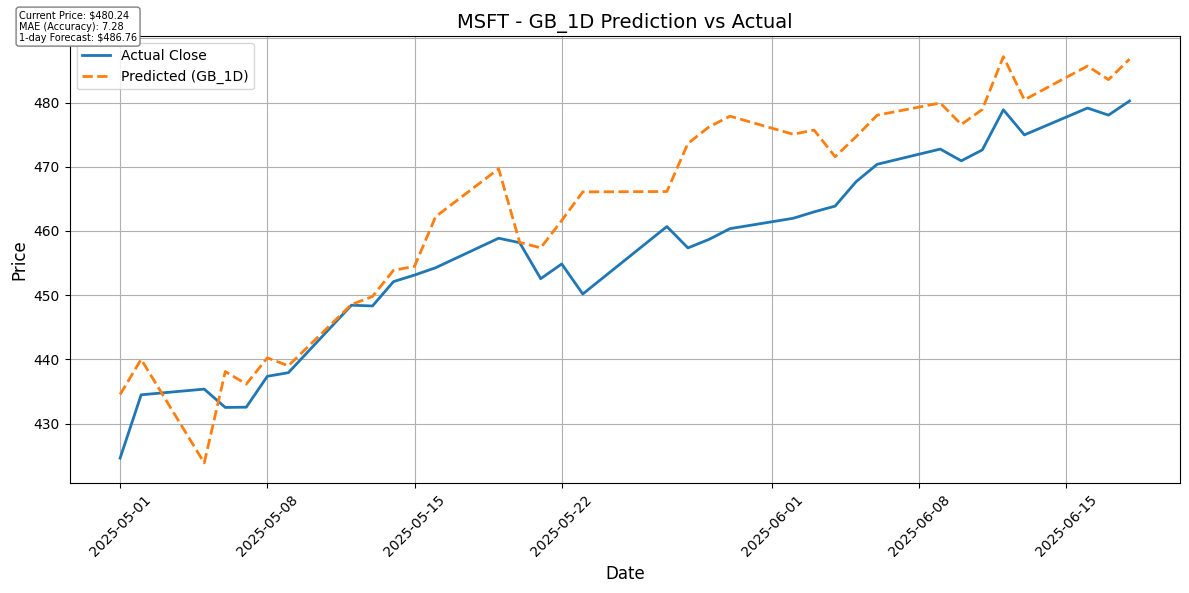 Current Price: $480.24
MAE (Accuracy): 7.28
1-day Forecast: $486.76
MSFT - GB_1D Prediction vs Actual
Actual Close
Predicted (GB_1D)
Price
480
470
460
450
440
430
2025-05-01
2025-05-08
2025-05-15
2025-05-22
2025-06-01
2025-06-08
2025-06-15
Date